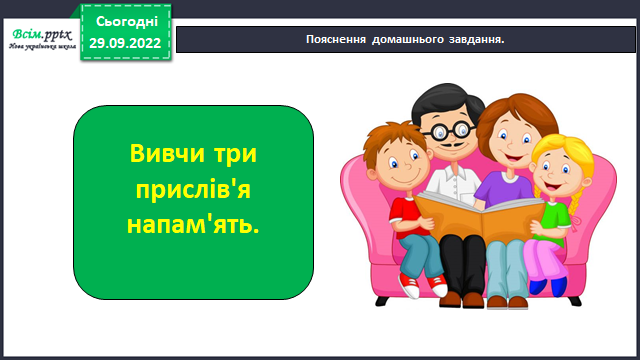 Всім.pptx
Нова українська школа
Сьогодні
29.09.2022
Пояснення домашнього завдання.
Вивчи три
прислів'я
напам'ять.